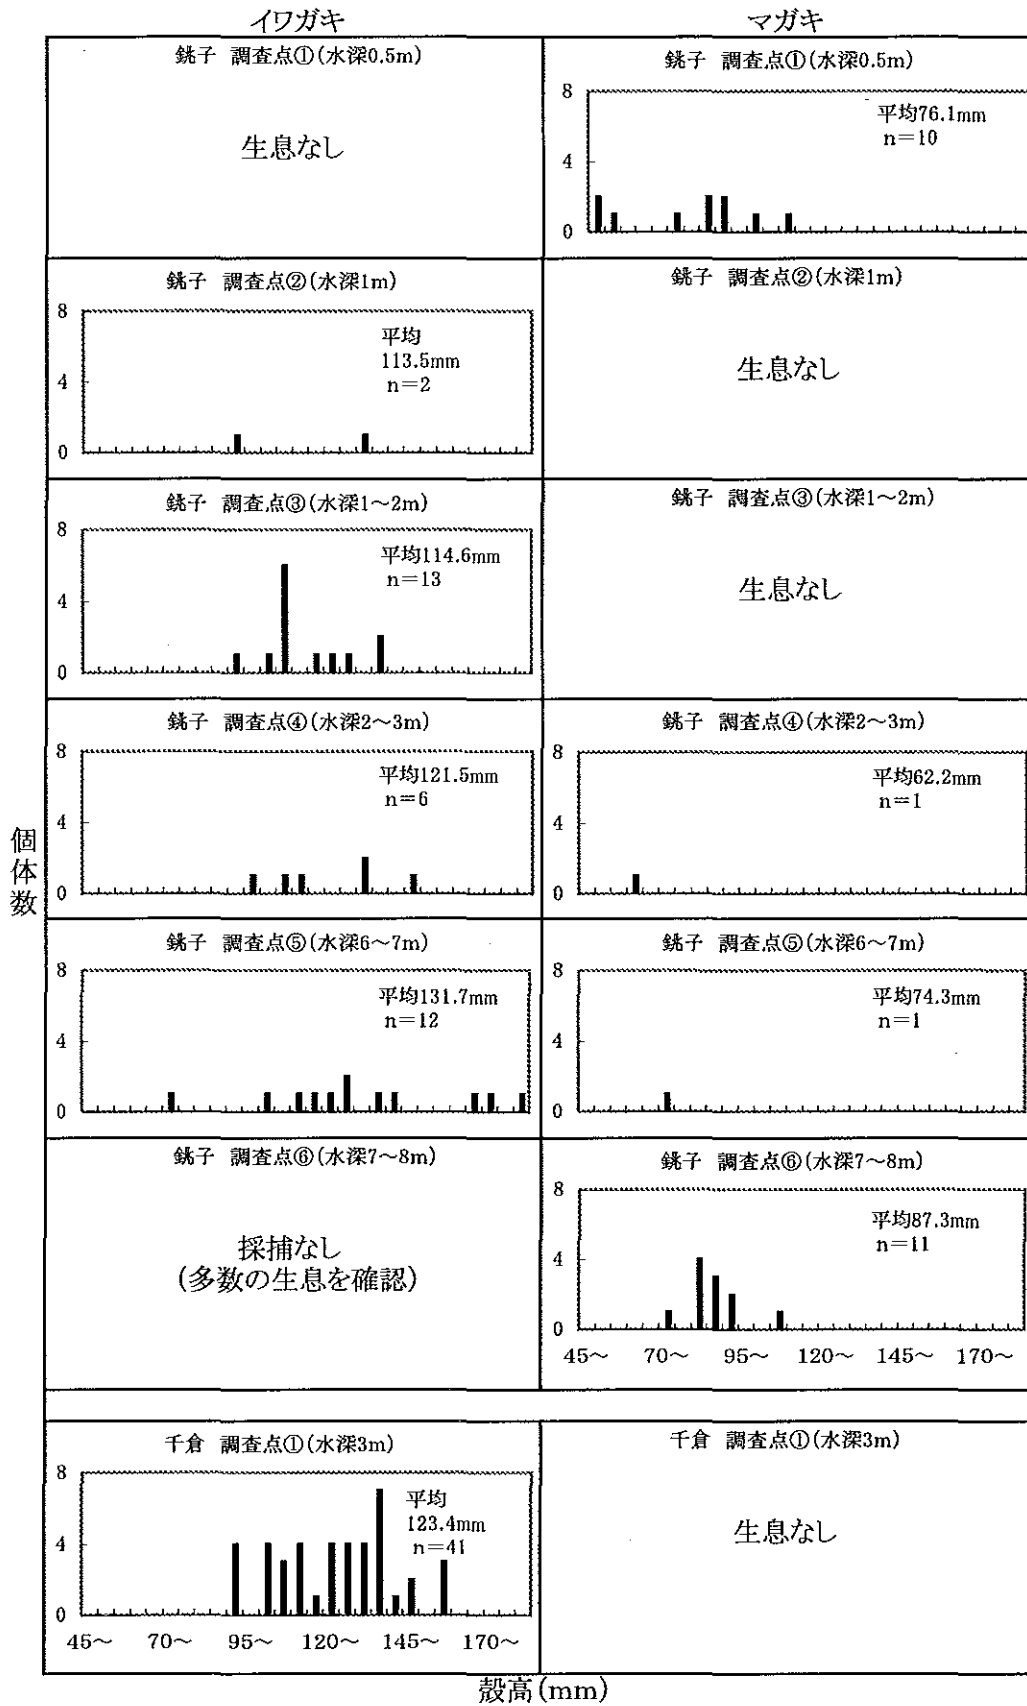 イワガキ
マガキ
銚子 調査点①(水深0.5m)
生息なし
銚子 調査点①(水深0.5m)
8
4
0
平均76.1mm
n=10
銚子 調査点②(水深1m)
8
4
0
平均
113.5mm
n=2
銚子 調査点②(水深1m)
生息なし
銚子 調査点③(水深1～2m)
8
4
0
平均114.6mm
n=13
銚子 調査点③(水深1～2m)
生息なし
銚子 調査点④(水深2～3m)
8
4
0
平均121.5mm
n=6
銚子 調査点④(水深2～3m)
8
4
0
平均62.2mm
n=1
個体数
銚子 調査点⑤(水深6～7m)
8
4
0
平均131.7mm
n=12
銚子 調査点⑤(水深6～7m)
8
4
0
平均74.3mm
n=1
銚子 調査点⑥(水深7～8m)
採捕なし
(多数の生息を確認)
銚子 調査点⑥(水深7～8m)
8
4
0
平均87.3mm
n=11
45～ 70～ 95～ 120～ 145～ 170～
千倉 調査点①(水深3m)
8
4
0
平均
123.4mm
n=41
45～ 70～ 95～ 120～ 145～ 170～
千倉 調査点①(水深3m)
生息なし
殻高(mm)